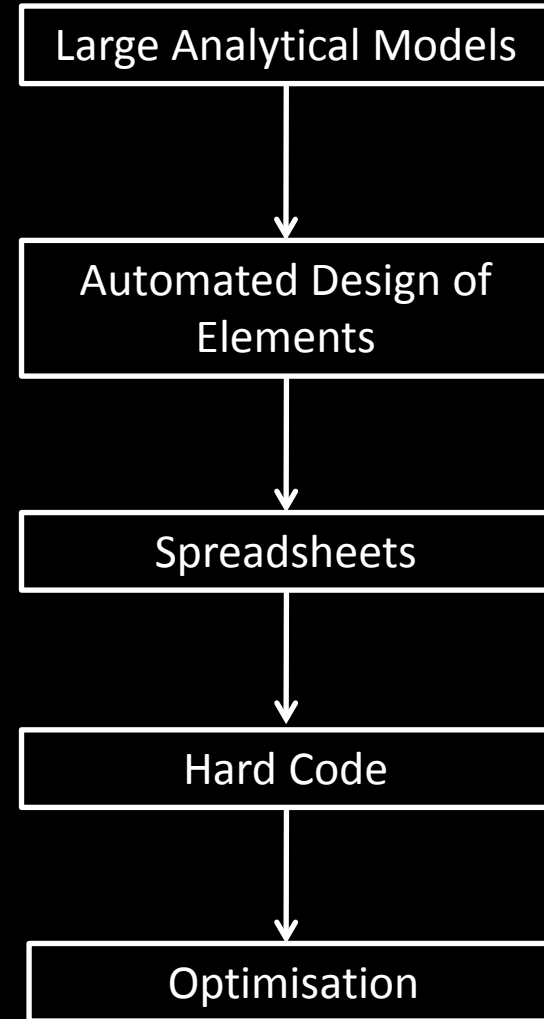 Large Analytical Models
Automated Design of
Elements
Spreadsheets
Hard Code
Optimisation